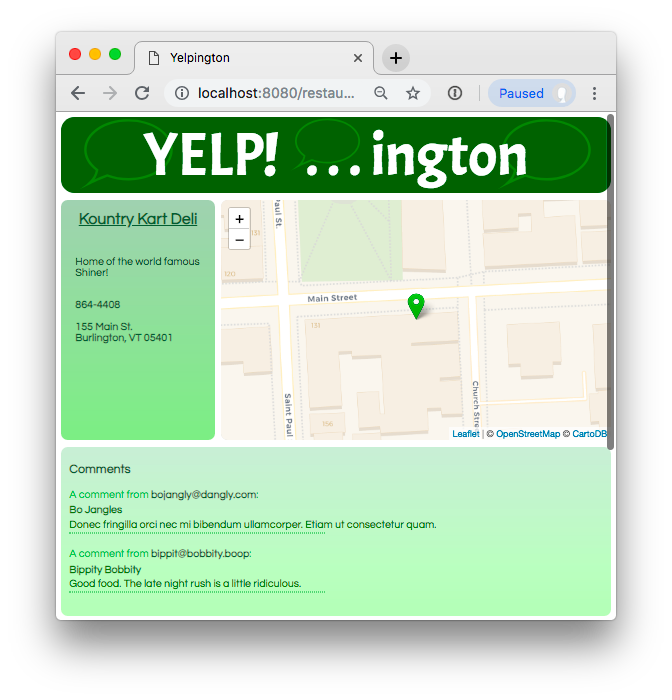 Yelpington
localhost:8080/restau...
Paused
YELP! ...ington
Kountry Kart Deli
Home of the world famous
Shiner!
864-4408
155 Main St.
Burlington, VT 05401
+
−
Paul St.
131
120
Main Street
131
Saint Paul
156
Church Stre
Leaflet | © OpenStreetMap © CartoDB
Comments
A comment from bojangly@dangly.com:
Bo Jangles
Donec fringilla orci nec mi bibendum ullamcorper. Etiam ut consectetur quam.
A comment from bippit@bobbity.boop:
Bippity Bobbity
Good food. The late night rush is a little ridiculous.